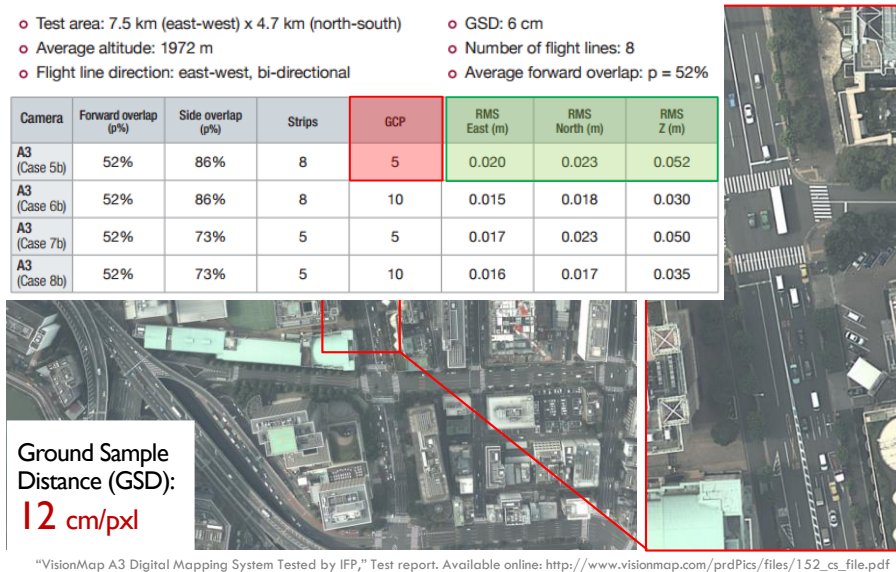 Test area: 7.5 km (east-west) x 4.7 km (north-south)
Average altitude: 1972 m
Flight line direction: east-west, bi-directional
GSD: 6 cm
Number of flight lines: 8
Average forward overlap: p = 52%
Camera Forward overlap (p%) Side overlap (p%) Strips GCP RMS East (m) RMS North (m) RMS Z (m)
A3 (Case 5b) 52% 86% 8 5 0.020 0.023 0.052
A3 (Case 6b) 52% 86% 8 10 0.015 0.018 0.030
A3 (Case 7b) 52% 73% 5 5 0.017 0.023 0.050
A3 (Case 8b) 52% 73% 5 10 0.016 0.017 0.035
Ground Sample
Distance (GSD):
12 cm/pxl
"VisionMap A3 Digital Mapping System Tested by IFP," Test report. Available online: http://www.visionmap.com/prdPics/files/152_cs_file.pdf